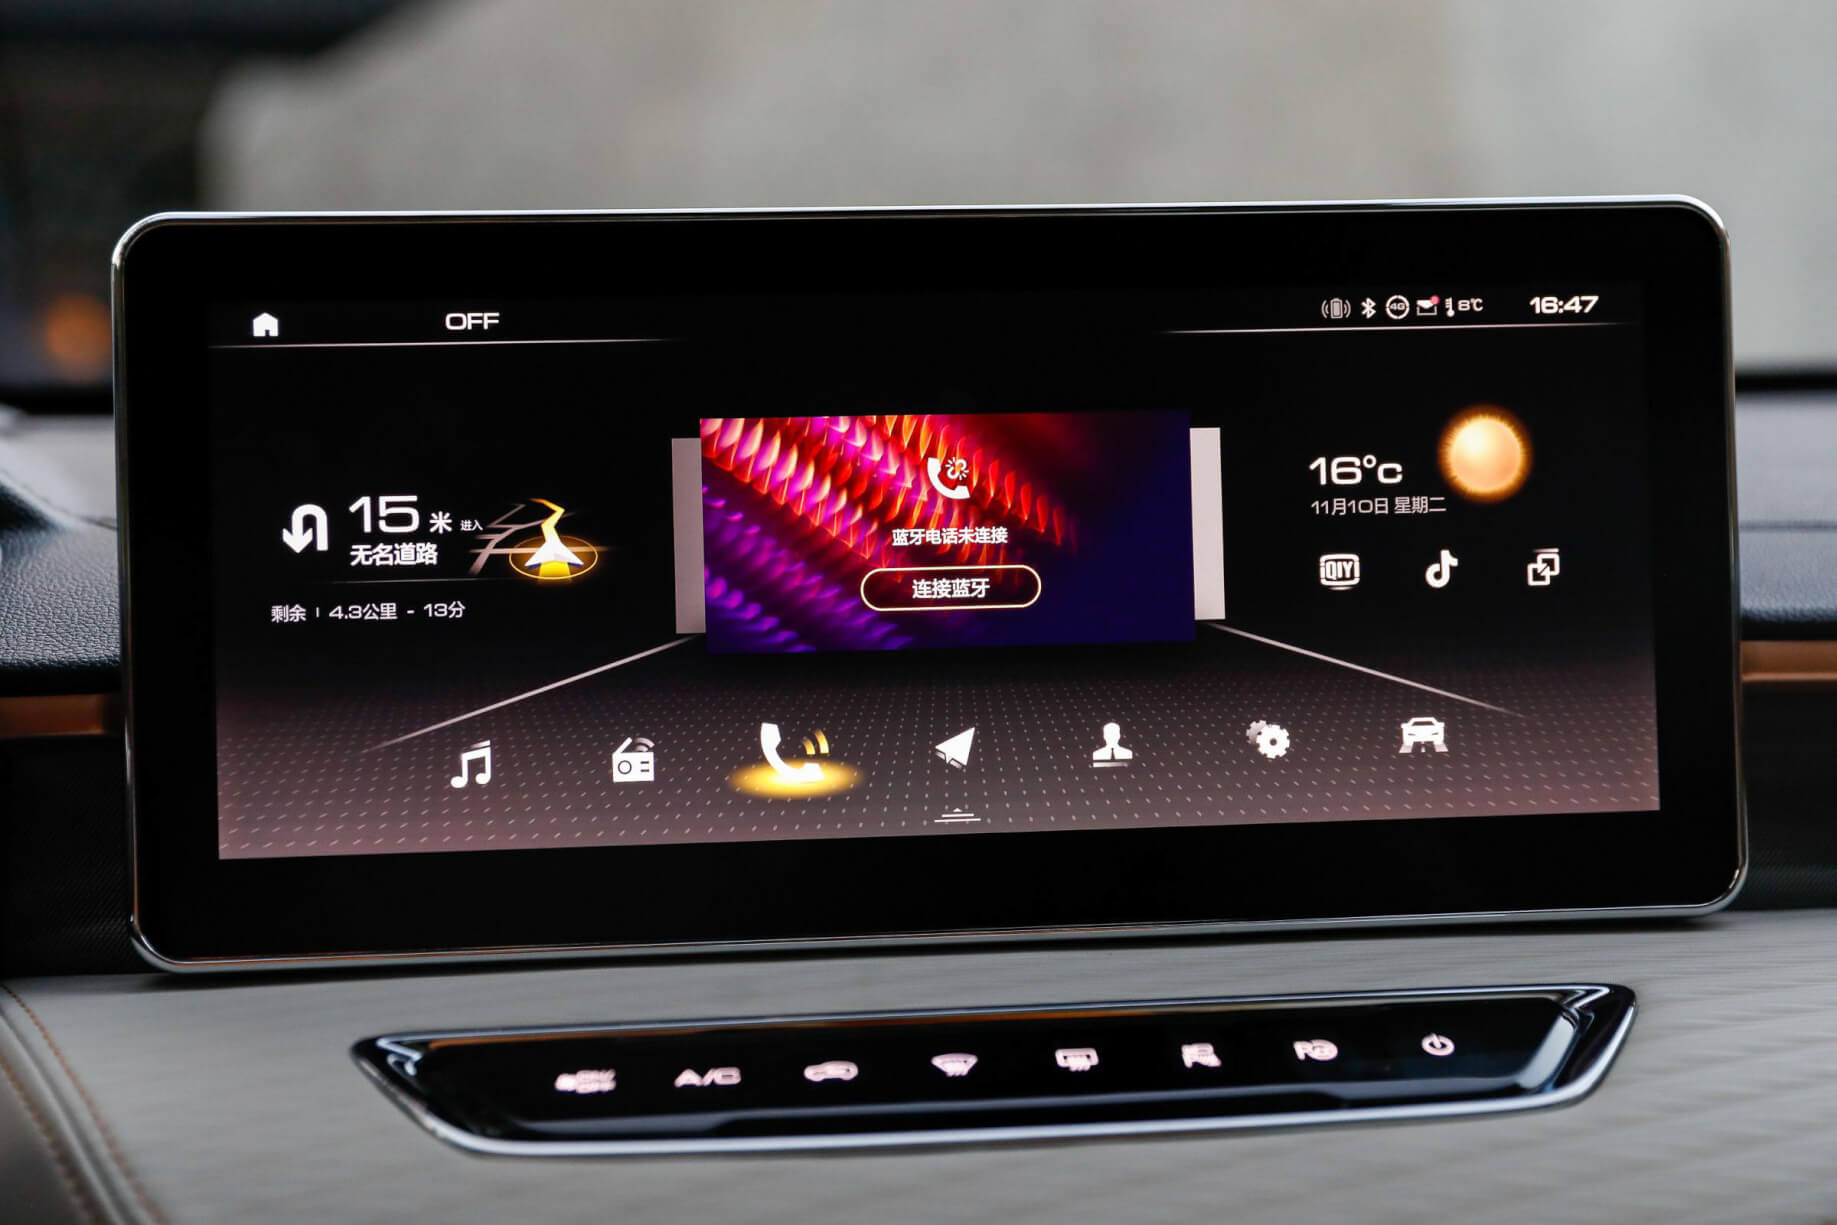 OFF
4G
8℃
16:47
15米 进入
无名道路
剩余 | 4.3公里 - 13分
蓝牙电话未连接
连接蓝牙
16°c
11月10日 星期二
QIY
A/C